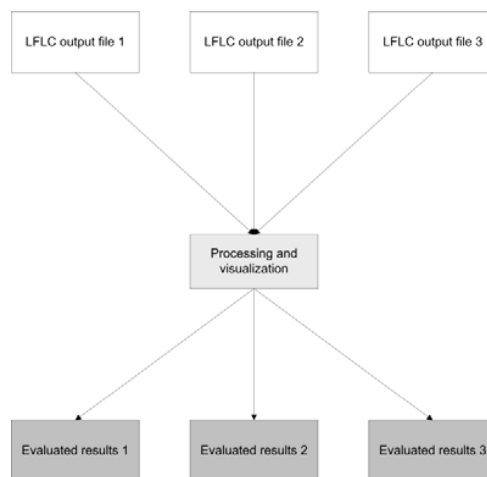 LFLC output file 1
LFLC output file 2
LFLC output file 3
Processing and
visualization
Evaluated results 1
Evaluated results 2
Evaluated results 3